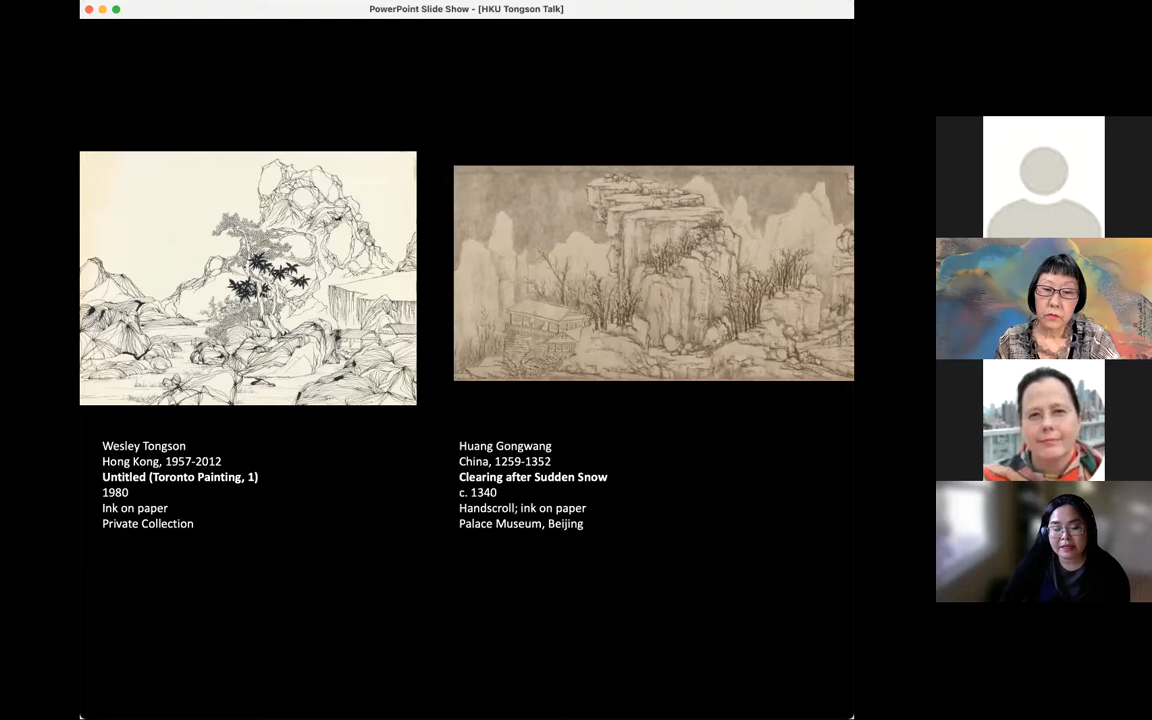 PowerPoint Slide Show - [HKU Tongson Talk]
Wesley Tongson
Hong Kong, 1957-2012
Untitled (Toronto Painting, 1)
1980
Ink on paper
Private Collection
Huang Gongwang
China, 1259-1352
Clearing after Sudden Snow
c. 1340
Handscroll; ink on paper
Palace Museum, Beijing